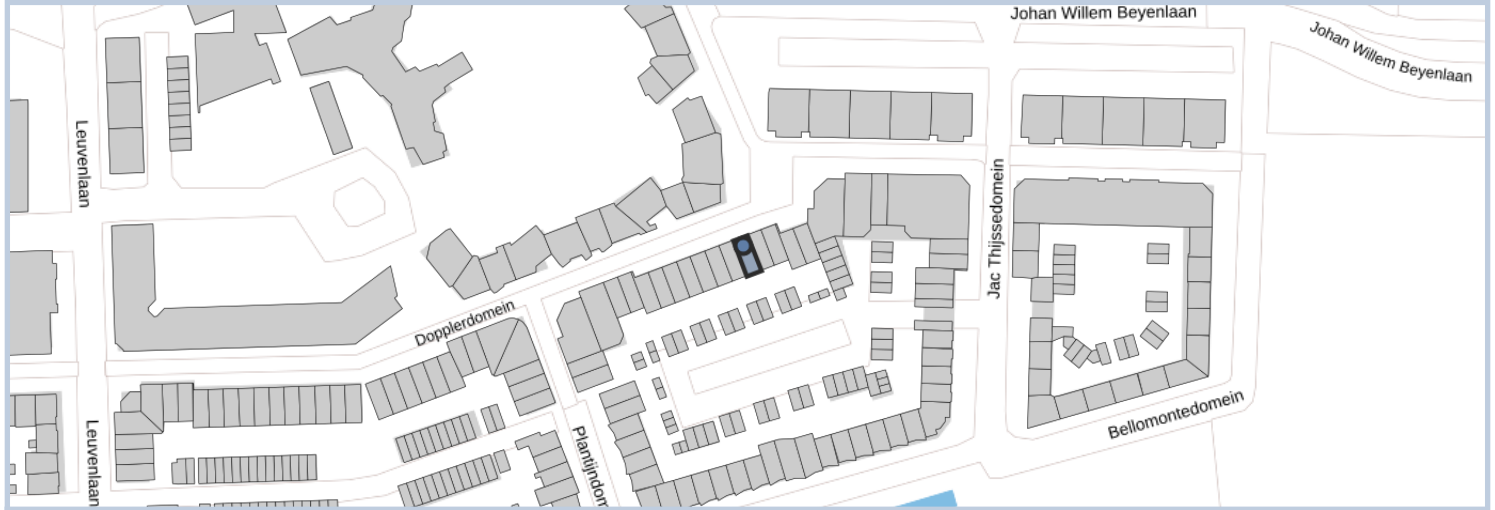 Johan Willem Beyenlaan
Johan Willem Beyenlaan
Leuvenlaan
Jac Thijssedomein
Dopplerdomein
Bellomontedomein
Leuvenlaan
Plantijndom